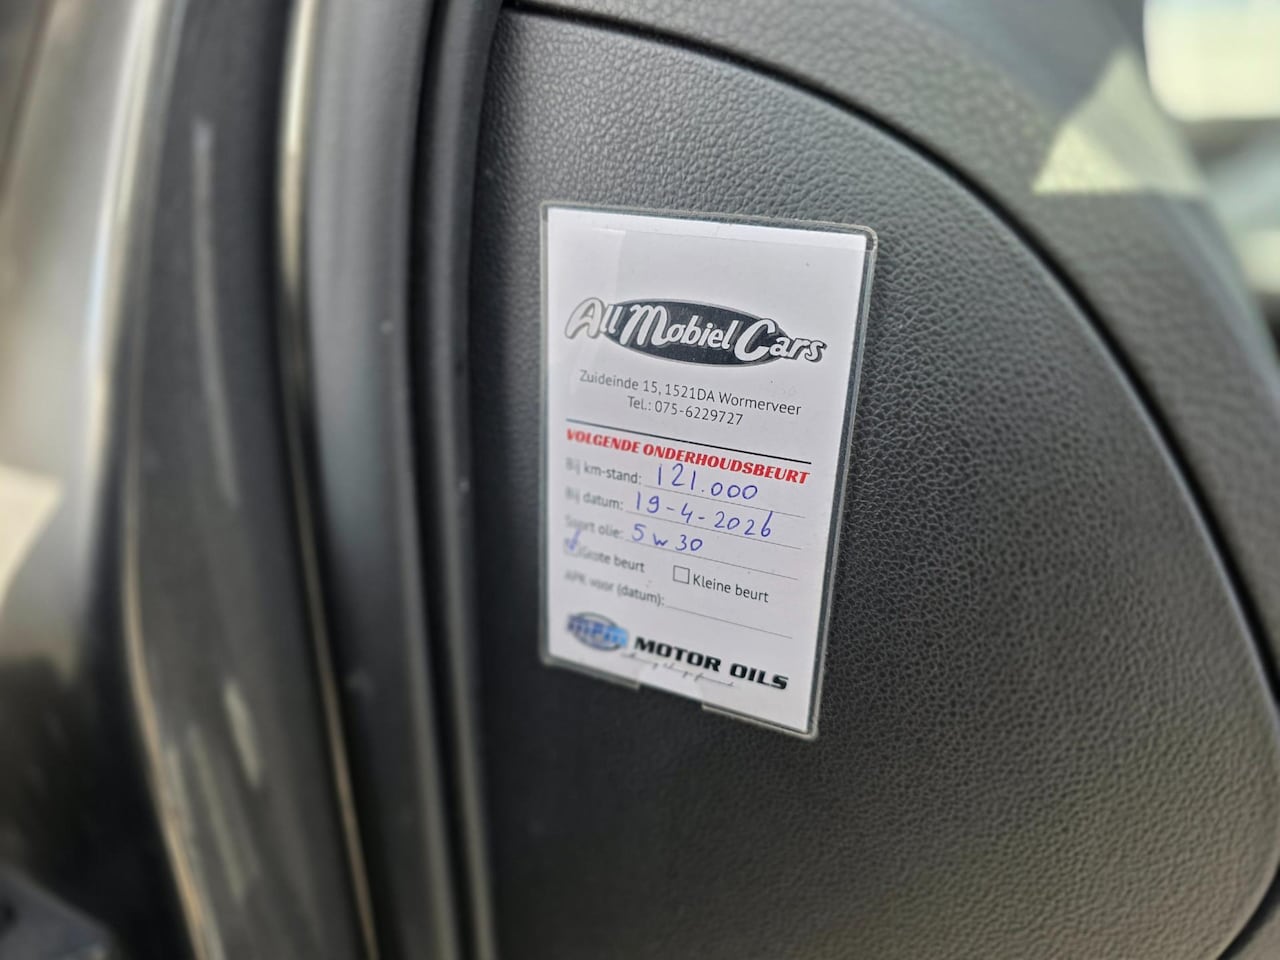 All Mobiel Cars
Zuideinde 15, 1521DA Wormerveer
Tel.: 075-6229727
VOLGENDE ONDERHOUDSBEURT
Bij km-stand: 121.000
Bij datum: 19-4-2026
Soort olie: 5w30
Grote beurt Kleine beurt
APK voor (datum):
MOTOR OILS